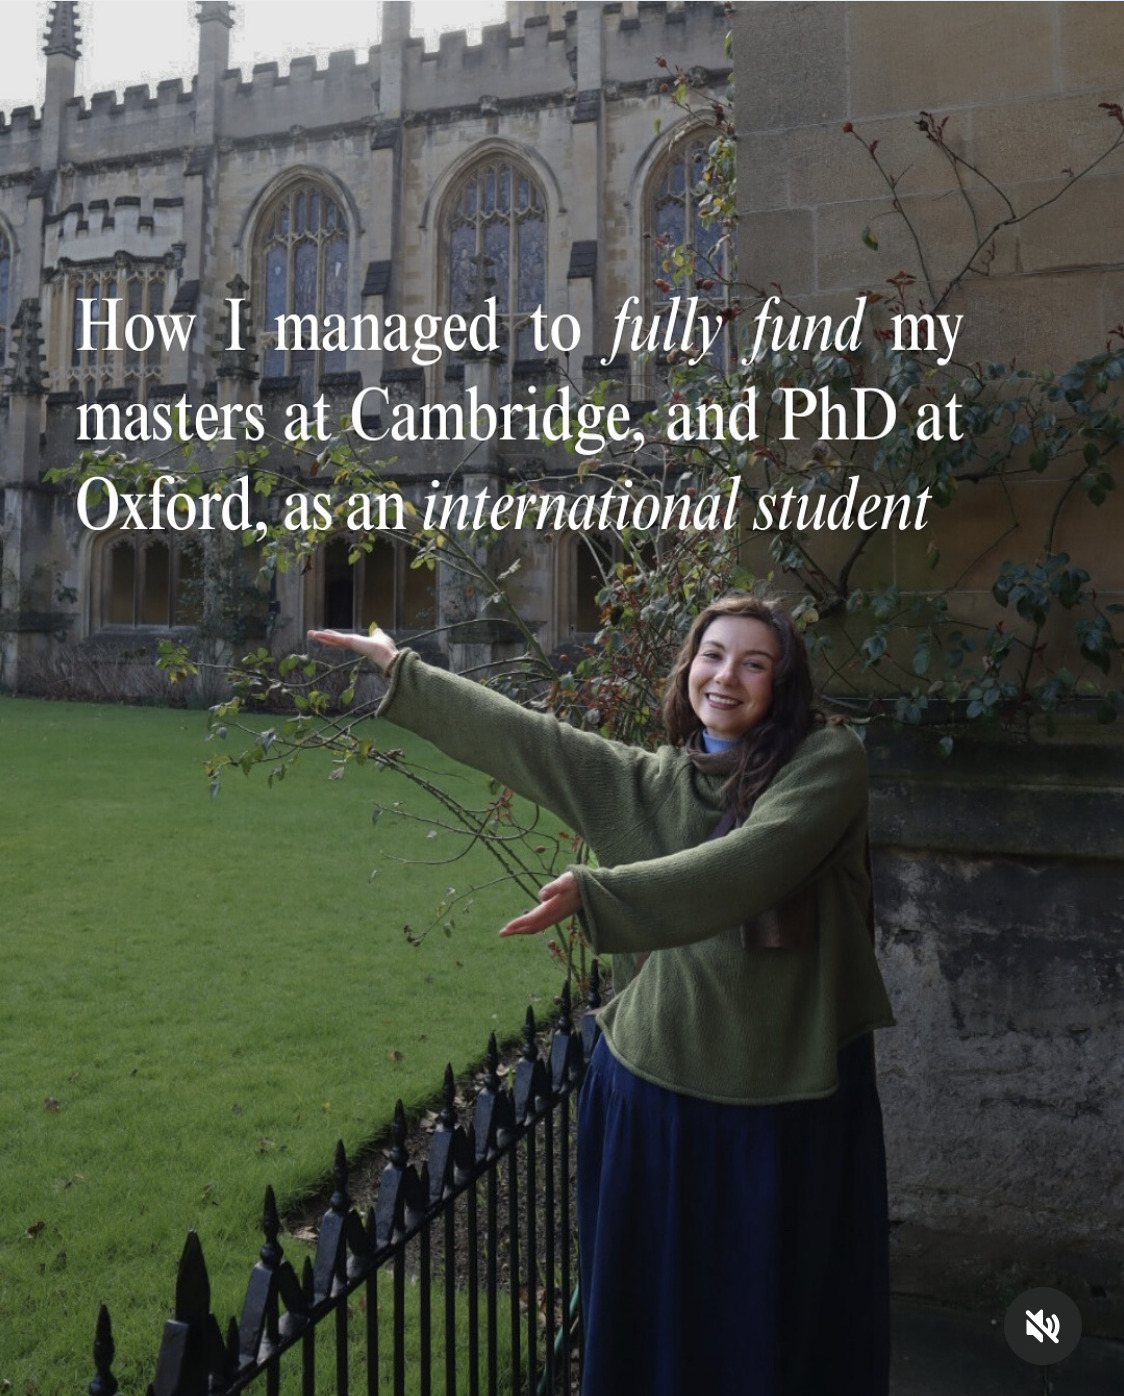 How I managed to fully fund my
masters at Cambridge, and PhD at
Oxford, as an international student